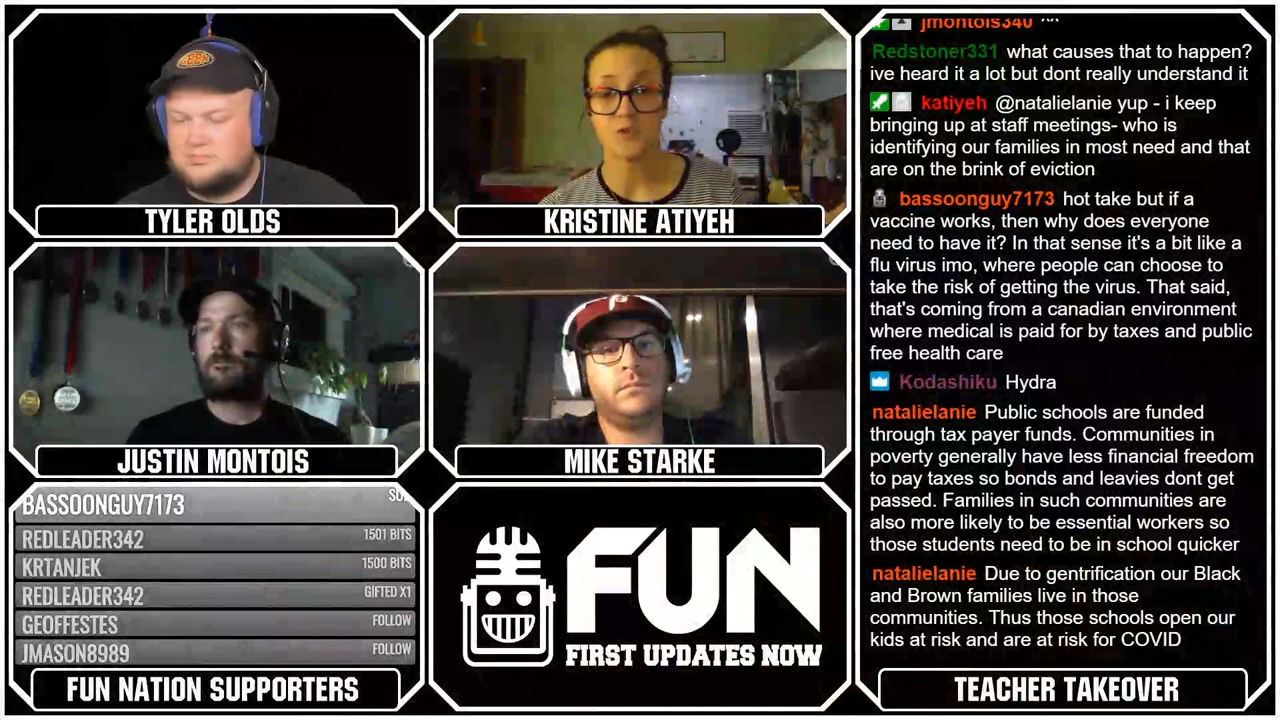 GEEK
TYLER OLDS
KRISTINE ATIYEH
JUSTIN MONTOIS
MIKE STARKE
BASSOONGUY7173
REDLEADER342 1501 BITS
KRTANJEK 1500 BITS
REDLEADER342 GIFTED X1
GEOFFESTES FOLLOW
JMASON8989 FOLLOW
FUN NATION SUPPORTERS
FUN
FIRST UPDATES NOW
jmontois340 ^^
Redstoner331 what causes that to happen?
ive heard it a lot but dont really understand it
katiyeh @natalielanie yup - i keep
bringing up at staff meetings- who is
identifying our families in most need and that
are on the brink of eviction
bassoonguy7173 hot take but if a
vaccine works, then why does everyone
need to have it? In that sense it's a bit like a
flu virus imo, where people can choose to
take the risk of getting the virus. That said,
that's coming from a canadian environment
where medical is paid for by taxes and public
free health care
Kodashiku Hydra
natalielanie Public schools are funded
through tax payer funds. Communities in
poverty generally have less financial freedom
to pay taxes so bonds and leavies dont get
passed. Families in such communities are
also more likely to be essential workers so
those students need to be in school quicker
natalielanie Due to gentrification our Black
and Brown families live in those
communities. Thus those schools open our
kids at risk and are at risk for COVID
TEACHER TAKEOVER